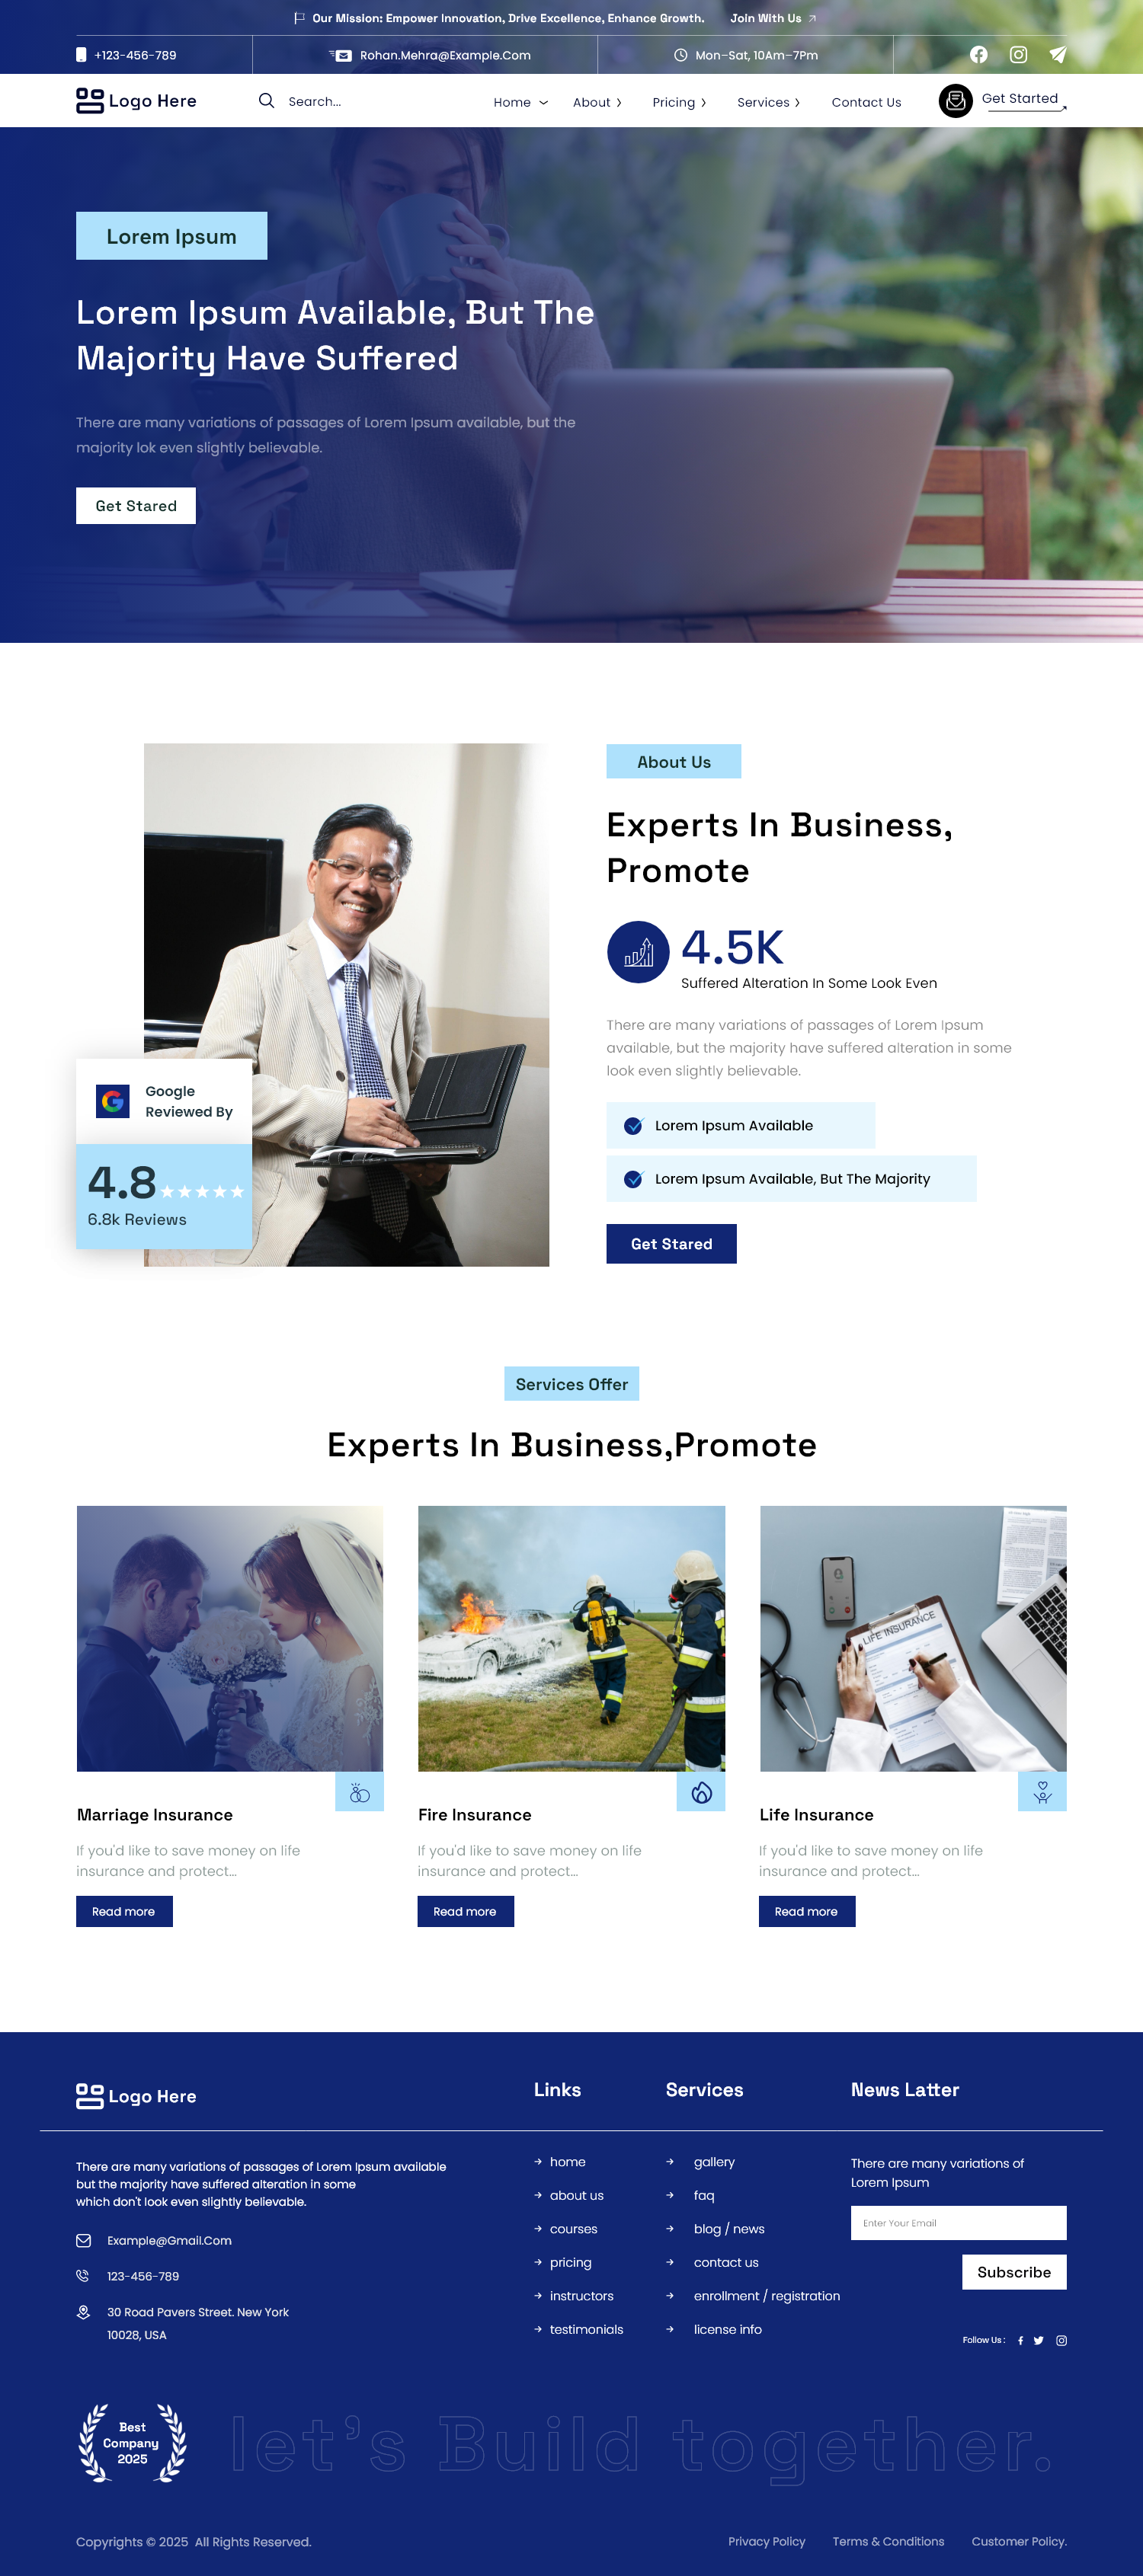 Our Mission: Empower Innovation, Drive Excellence, Enhance Growth. Join With Us
+123-456-789 Rohan.Mehra@Example.Com Mon-Sat, 10Am-7Pm
Logo Here Search... Home About Pricing Services Contact Us Get Started
Lorem Ipsum
Lorem Ipsum Available, But The
Majority Have Suffered
There are many variations of passages of Lorem Ipsum available, but the
majority lok even slightly believable.
Get Stared
About Us
Experts In Business,
Promote
4.5K
Suffered Alteration In Some Look Even
There are many variations of passages of Lorem Ipsum
available, but the majority have suffered alteration in some
look even slightly believable.
Lorem Ipsum Available
Lorem Ipsum Available, But The Majority
Get Stared
Google
Reviewed By
4.8
6.8k Reviews
Services Offer
Experts In Business,Promote
LIFE INSURANCE
Marriage Insurance
If you'd like to save money on life
insurance and protect...
Read more
Fire Insurance
If you'd like to save money on life
insurance and protect...
Read more
Life Insurance
If you'd like to save money on life
insurance and protect...
Read more
Logo Here
There are many variations of passages of Lorem Ipsum available
but the majority have suffered alteration in some
which don't look even slightly believable.
Example@Gmail.Com
123-456-789
30 Road Pavers Street. New York
10028, USA
Links
home
about us
courses
pricing
instructors
testimonials
Services
gallery
faq
blog / news
contact us
enrollment / registration
license info
News Latter
There are many variations of
Lorem Ipsum
Enter Your Email
Subscribe
Follow Us :
Best
Company
2025
let's Build together.
Copyrights © 2025 All Rights Reserved.
Privacy Policy Terms & Conditions Customer Policy.